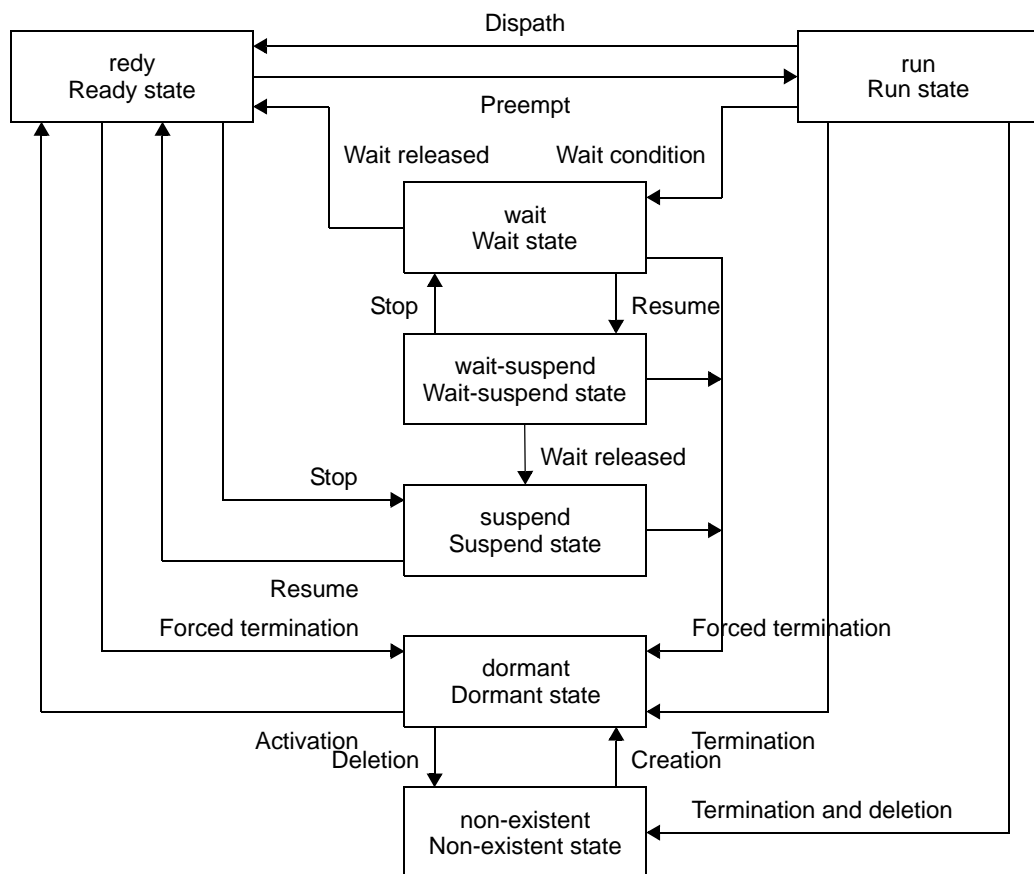 Dispath
redy
Ready state
run
Run state
Preempt
Wait released
Wait condition
wait
Wait state
Stop
Resume
wait-suspend
Wait-suspend state
Wait released
Stop
suspend
Suspend state
Resume
Forced termination
Forced termination
dormant
Dormant state
Activation
Termination
Deletion
Creation
non-existent
Non-existent state
Termination and deletion